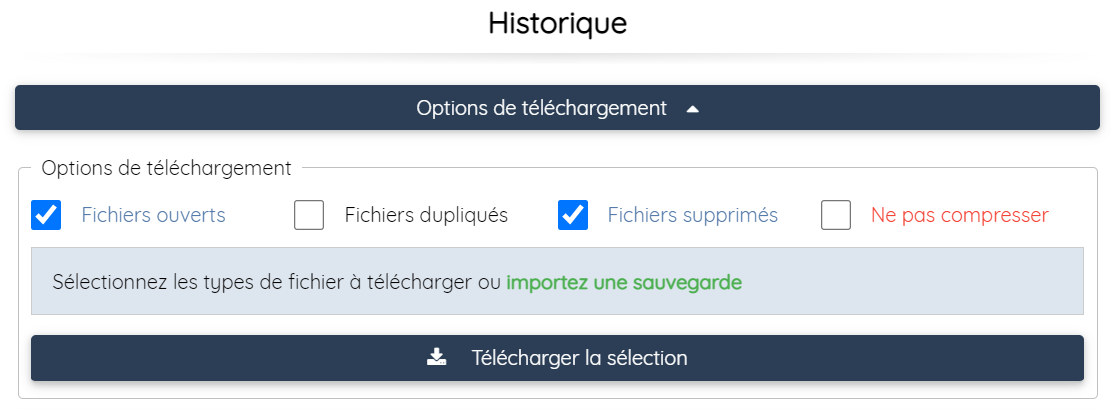 Historique
Options de téléchargement
Options de téléchargement
Fichiers ouverts
Fichiers dupliqués
Fichiers supprimés
Ne pas compresser
Sélectionnez les types de fichier à télécharger ou importez une sauvegarde
Télécharger la sélection